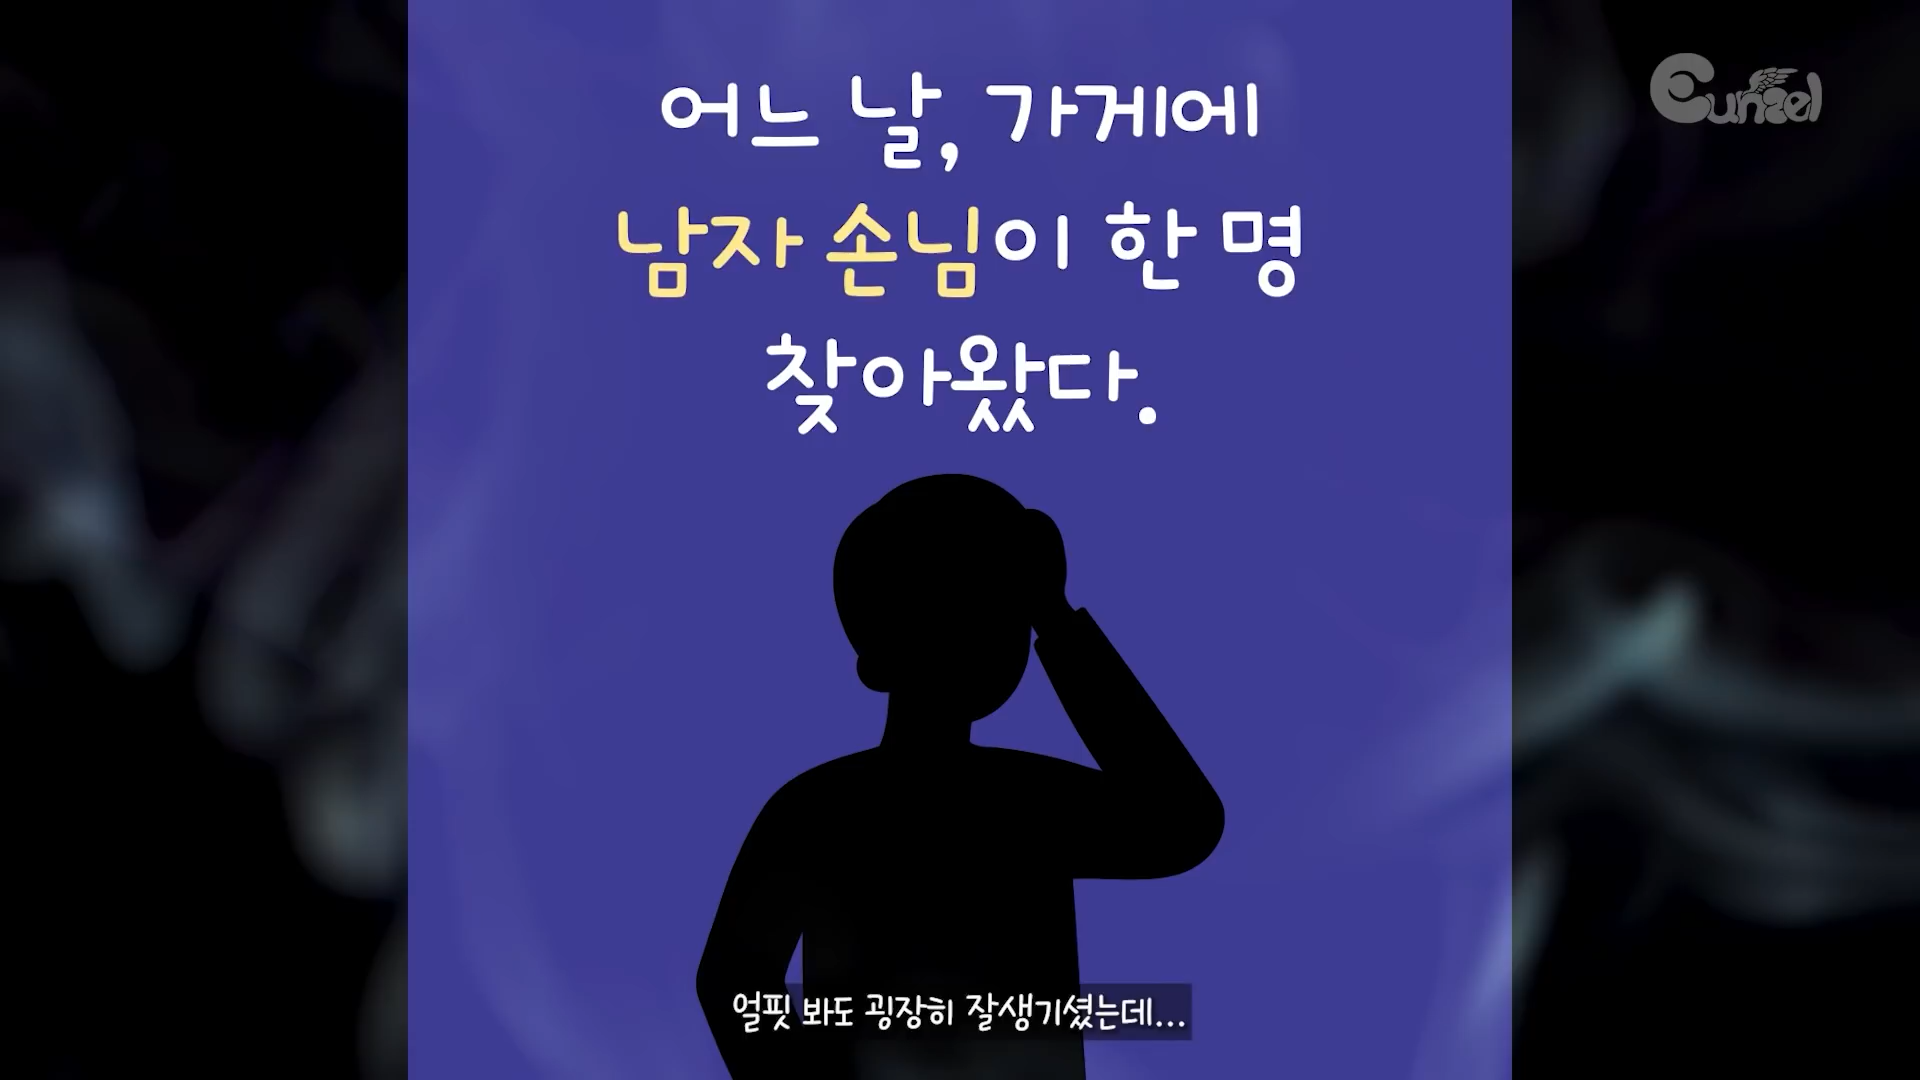 Eunzel
어느 날, 가게에
남자 손님이 한 명
찾아왔다.
얼핏 봐도 굉장히 잘생기셨는데...